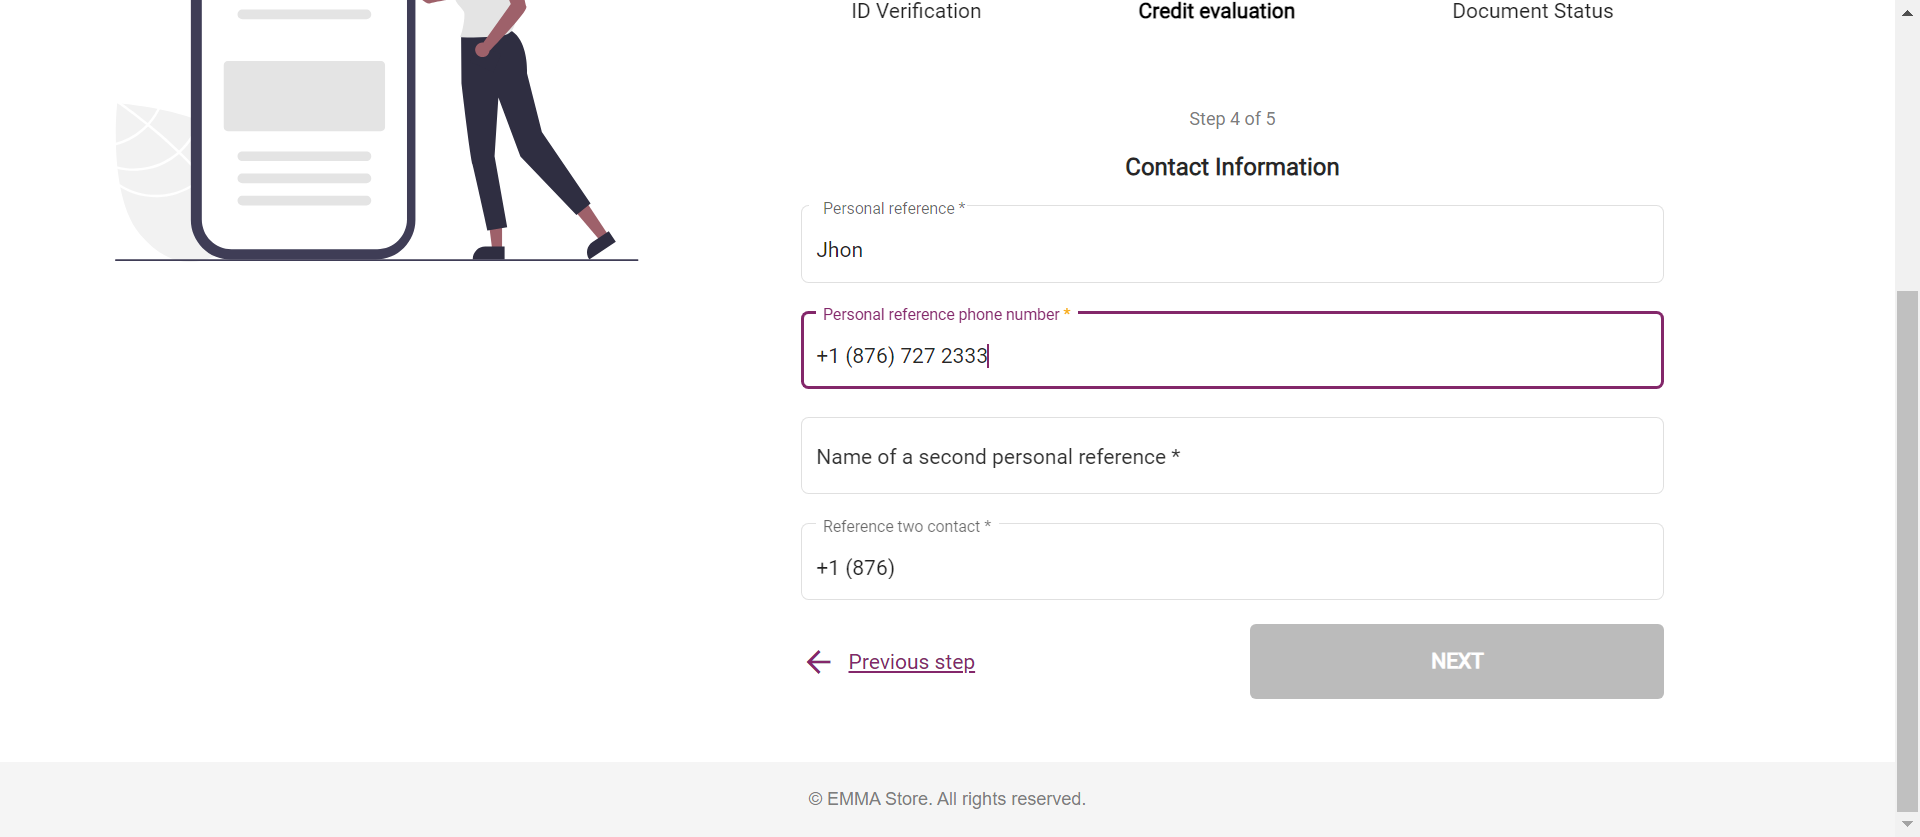 ID Verification
Credit evaluation
Document Status
Step 4 of 5
Contact Information
Personal reference *
Jhon
Personal reference phone number *
+1 (876) 727 2333
Name of a second personal reference *
Reference two contact *
+1 (876)
Previous step
NEXT
© EMMA Store. All rights reserved.